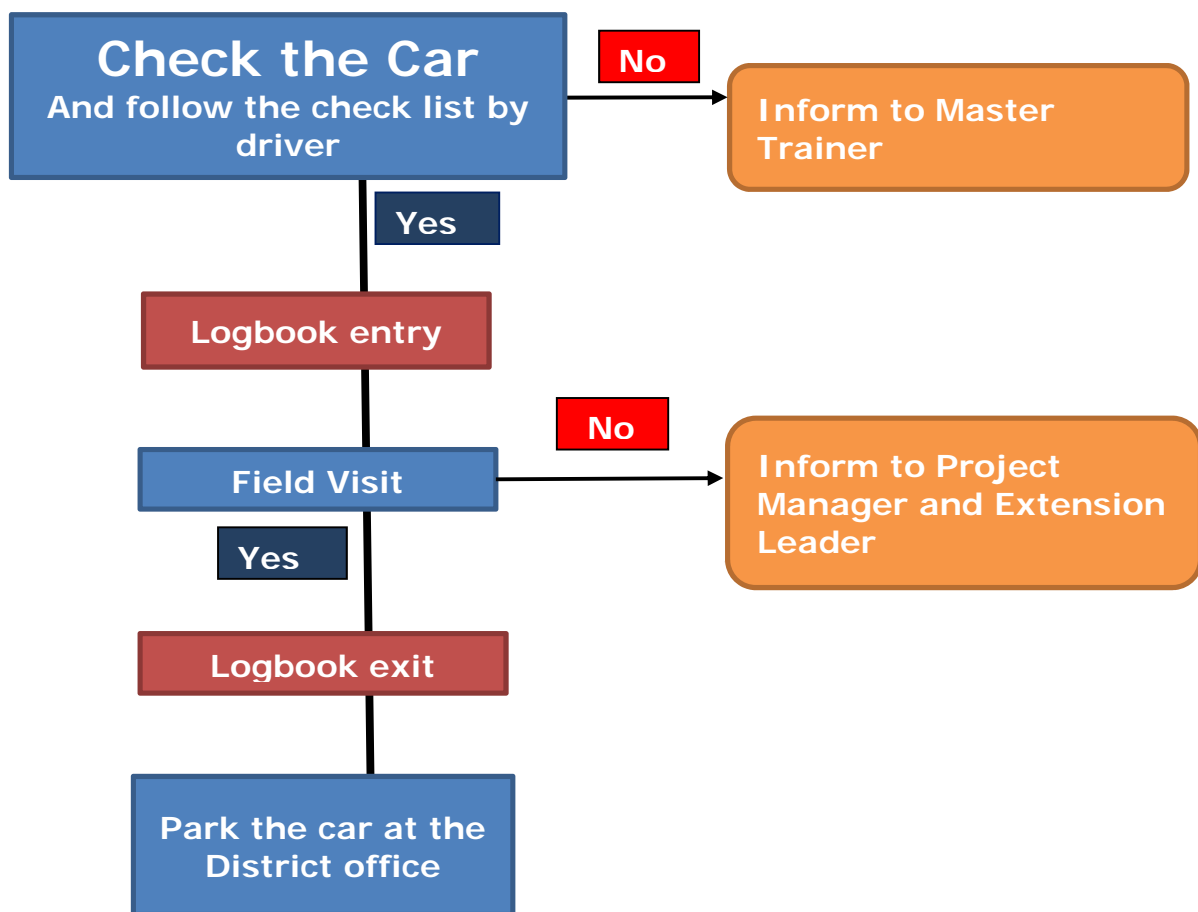 Check the Car
And follow the check list by
driver
No
Inform to Master
Trainer
Yes
Logbook entry
Field Visit
No
Inform to Project
Manager and Extension
Leader
Yes
Logbook exit
Park the car at the
District office